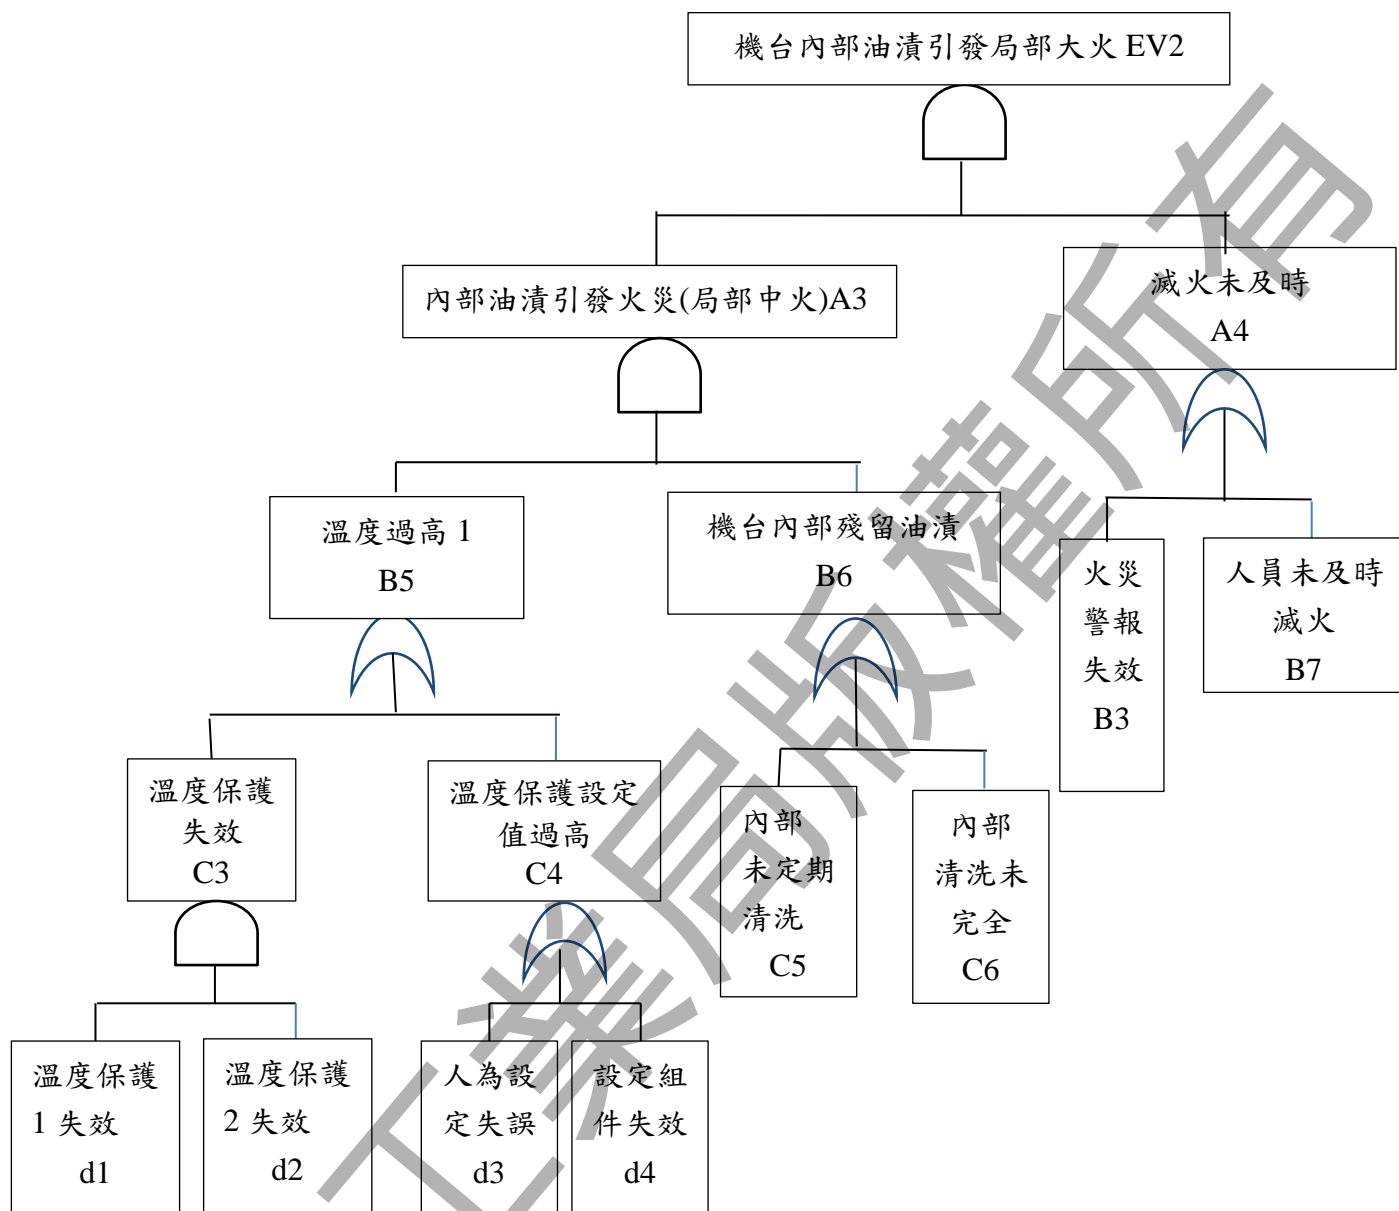 機台內部油漬引發局部大火 EV2
內部油漬引發火災(局部中火)A3
滅火未及時
A4
溫度過高 1
B5
機台內部殘留油漬
B6
火災
警報
失效
B3
人員未及時
滅火
B7
溫度保護
失效
C3
溫度保護設定
值過高
C4
內部
未定期
清洗
C5
內部
清洗未
完全
C6
溫度保護
1 失效
d1
溫度保護
2 失效
d2
人為設
定失誤
d3
設定組
件失效
d4
工業局版權所有